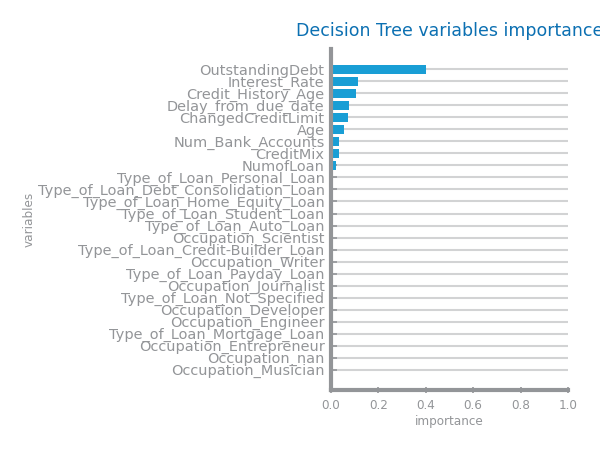 Decision Tree variables importance
OutstandingDebt
Interest_Rate
Credit_History_Age
Delay_from_due_date
ChangedCreditLimit
Age
Num_Bank_Accounts
CreditMix
NumofLoan
Type_of_Loan_Personal_Loan
Type_of_Loan_Debt_Consolidation_Loan
Type_of_Loan_Home_Equity_Loan
Type_of_Loan_Student_Loan
Type_of_Loan_Auto_Loan
Occupation_Scientist
Type_of_Loan_Credit-Builder_Loan
Occupation_Writer
Type_of_Loan_Payday_Loan
Occupation_Journalist
Type_of_Loan_Not_Specified
Occupation_Developer
Occupation_Engineer
Type_of_Loan_Mortgage_Loan
Occupation_Entrepreneur
Occupation_nan
Occupation_Musician
variables
0.0 0.2 0.4 0.6 0.8 1.0
importance